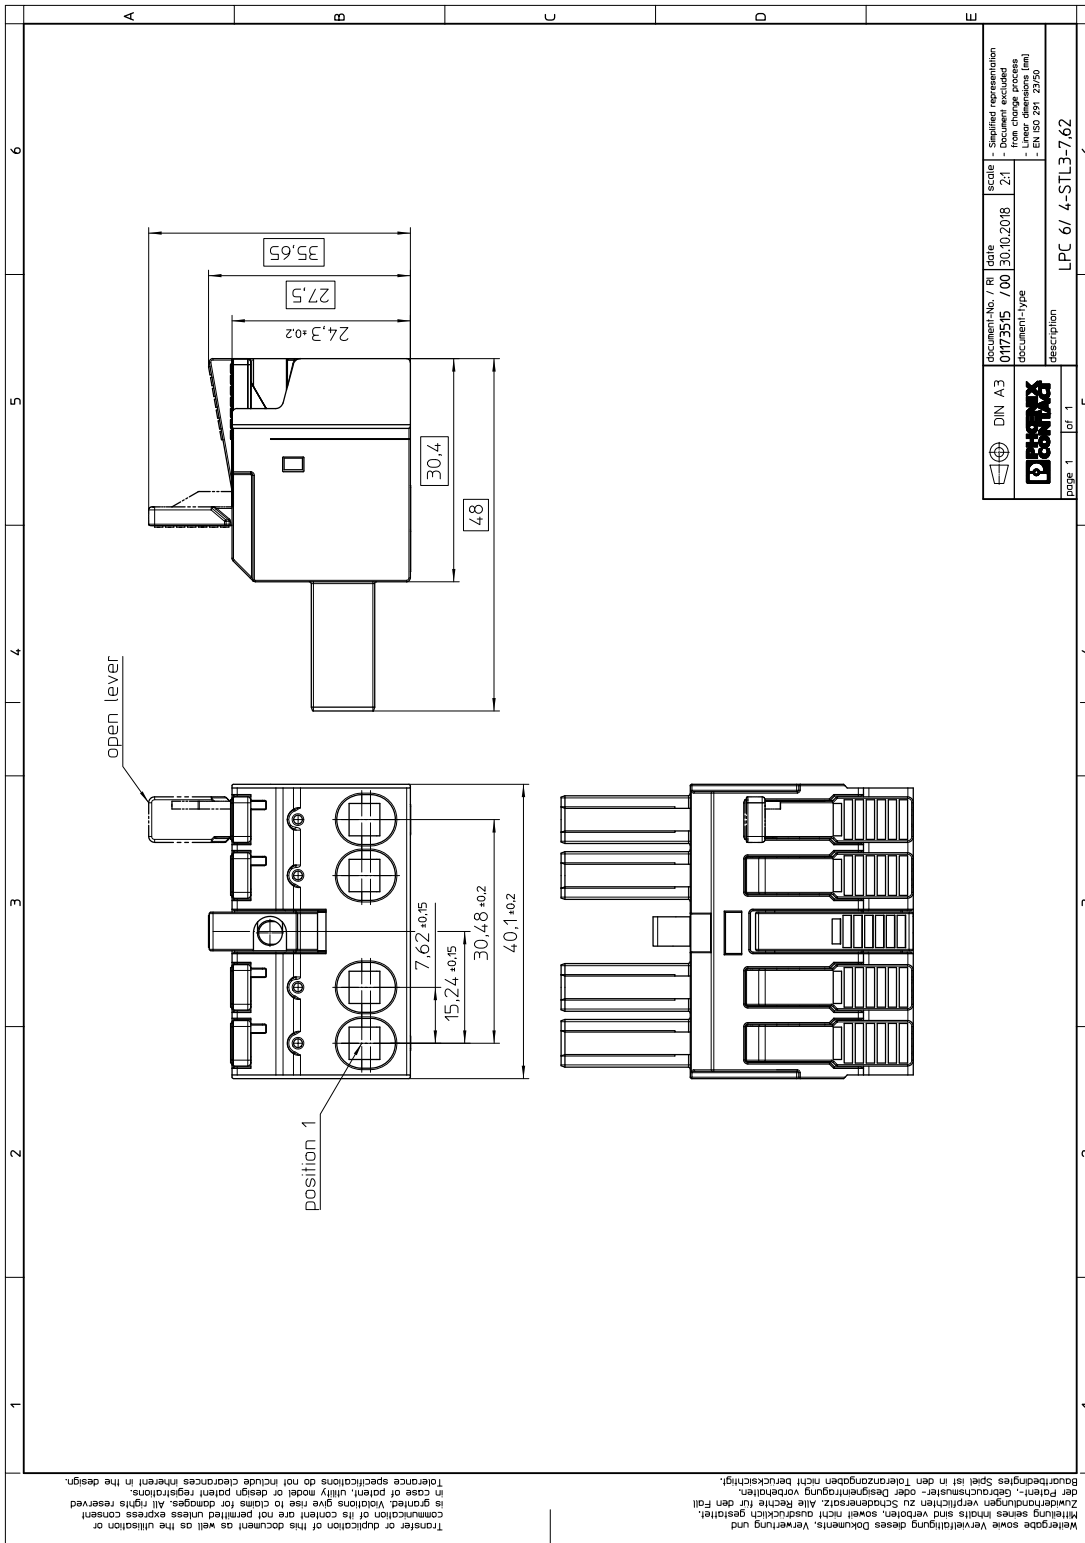 A
B
C
D
E
6
5
4
3
2
1
35,65
27,5
24,3 ±0,2
30,4
48
open lever
7,62 ±0,15
15,24 ±0,15
30,48 ±0,2
40,1 ±0,2
position 1
DIN A3
PHOENIX
CONTACT
page 1 of 1
document-No. / RI
01173515 / 00
date
30.10.2018
scale
2:1
- Simplified representation
- Document excluded
from change process
- Linear dimensions [mm]
- EN ISO 291 23/50
document-type
description
LPC 6/ 4-STL3-7,62
Transfer or duplication of this document as well as the utilisation or
communication of its content are not permitted unless express consent
is granted. Violations give rise to claims for damages. All rights reserved
in case of patent, utility model or design patent registrations.
Tolerance specifications do not include clearances inherent in the design.
Weitergabe sowie Vervielfältigung dieses Dokuments, Verwertung und
Mitteilung seines Inhalts sind verboten, soweit nicht ausdrücklich gestattet.
Zuwiderhandlungen verpflichten zu Schadenersatz. Alle Rechte für den Fall
der Patent-, Gebrauchsmuster- oder Designeintragung vorbehalten.
Bauartbedingtes Spiel ist in den Toleranzangaben nicht berücksichtigt.